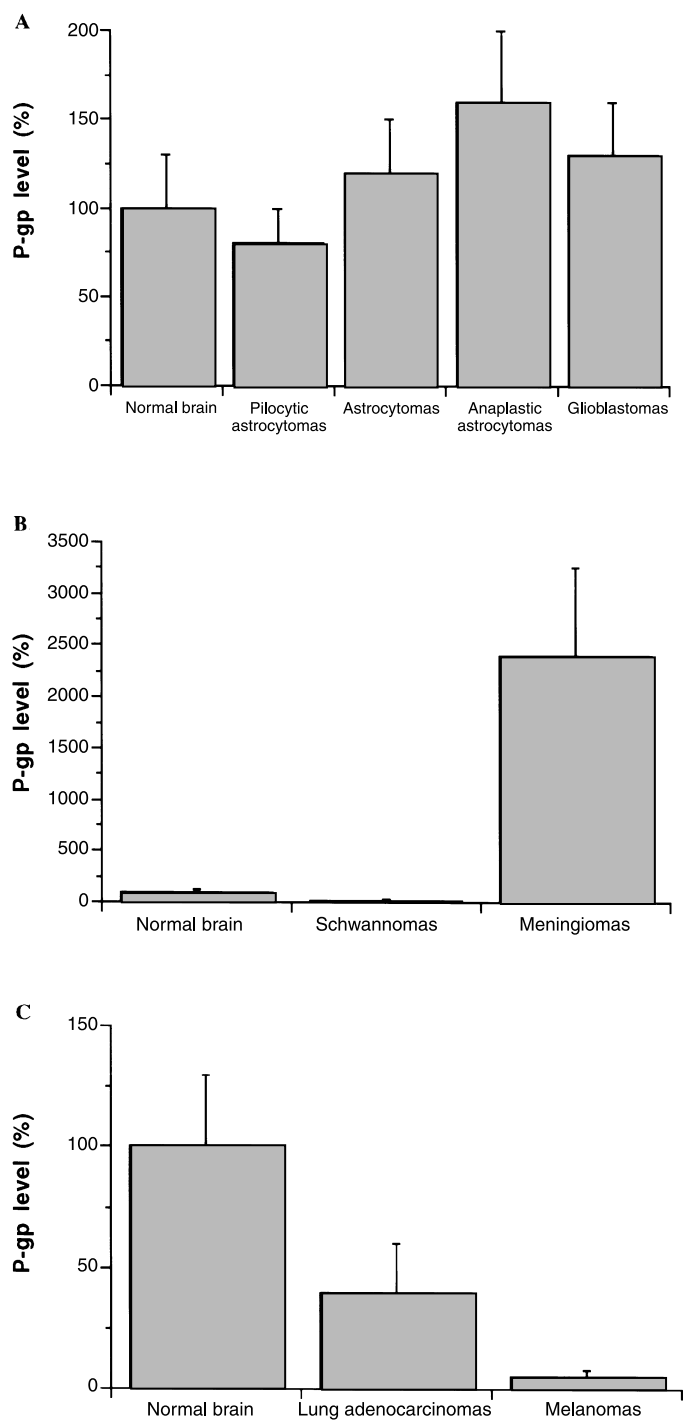 A
P-gp level (%)
200
150
100
50
0
Normal brain
Pilocytic
astrocytomas
Astrocytomas
Anaplastic
astrocytomas
Glioblastomas
B
P-gp level (%)
3500
3000
2500
2000
1500
1000
500
0
Normal brain
Schwannomas
Meningiomas
C
P-gp level (%)
150
100
50
0
Normal brain
Lung adenocarcinomas
Melanomas